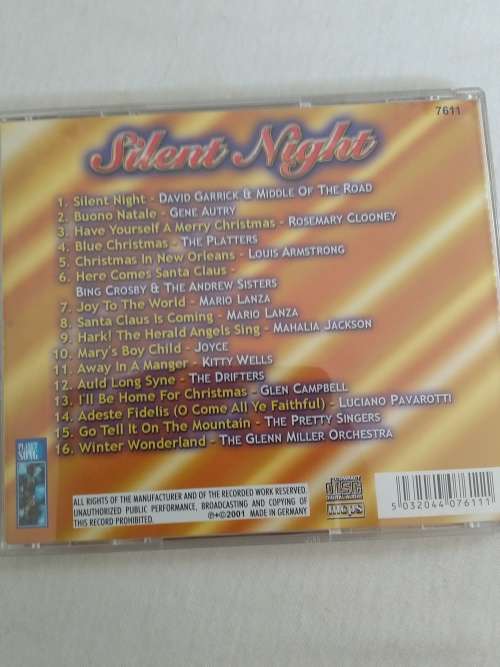 7611
Silent Night
1. Silent Night - DAVID GARRICK & MIDDLE OF THE ROAD
2. Buono Natale - GENE AUTRY
3. Have Yourself A Merry Christmas - ROSEMARY CLOONEY
4. Blue Christmas - THE PLATTERS
5. Christmas In New Orleans - LOUIS ARMSTRONG
6. Here Comes Santa Claus -
BING CROSBY & THE ANDREW SISTERS
7. Joy To The World - MARIO LANZA
8. Santa Claus Is Coming - MARIO LANZA
9. Hark! The Herald Angels Sing - MAHALIA JACKSON
10. Mary's Boy Child - JOYCE
11. Away In A Manger - KITTY WELLS
12. Auld Long Syne - THE DRIFTERS
13. I'll Be Home For Christmas - GLEN CAMPBELL
14. Adeste Fidelis (O Come All Ye Faithful) - LUCIANO PAVAROTTI
15. Go Tell It On The Mountain - THE PRETTY SINGERS
16. Winter Wonderland - THE GLENN MILLER ORCHESTRA
PLANET
SONG
ALL RIGHTS OF THE MANUFACTURER AND OF THE RECORDED WORK RESERVED.
UNAUTHORIZED PUBLIC PERFORMANCE, BROADCASTING AND COPYING OF
THIS RECORD PROHIBITED.
℗+©2001 MADE IN GERMANY
COMPACT
disc
DIGITAL AUDIO
mcps
5 032044 076111